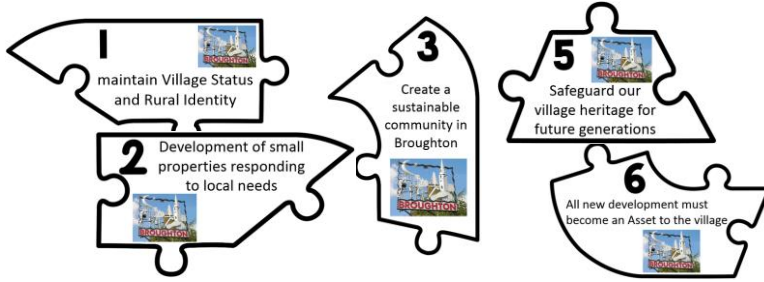 1
maintain Village Status
and Rural Identity
BROUGHTON
2
Development of small
properties responding
to local needs
BROUGHTON
3
Create a
sustainable
community in
Broughton
BROUGHTON
5
Safeguard our
village heritage for
future generations
BROUGHTON
6
All new development must
become an Asset to the village
BROUGHTON